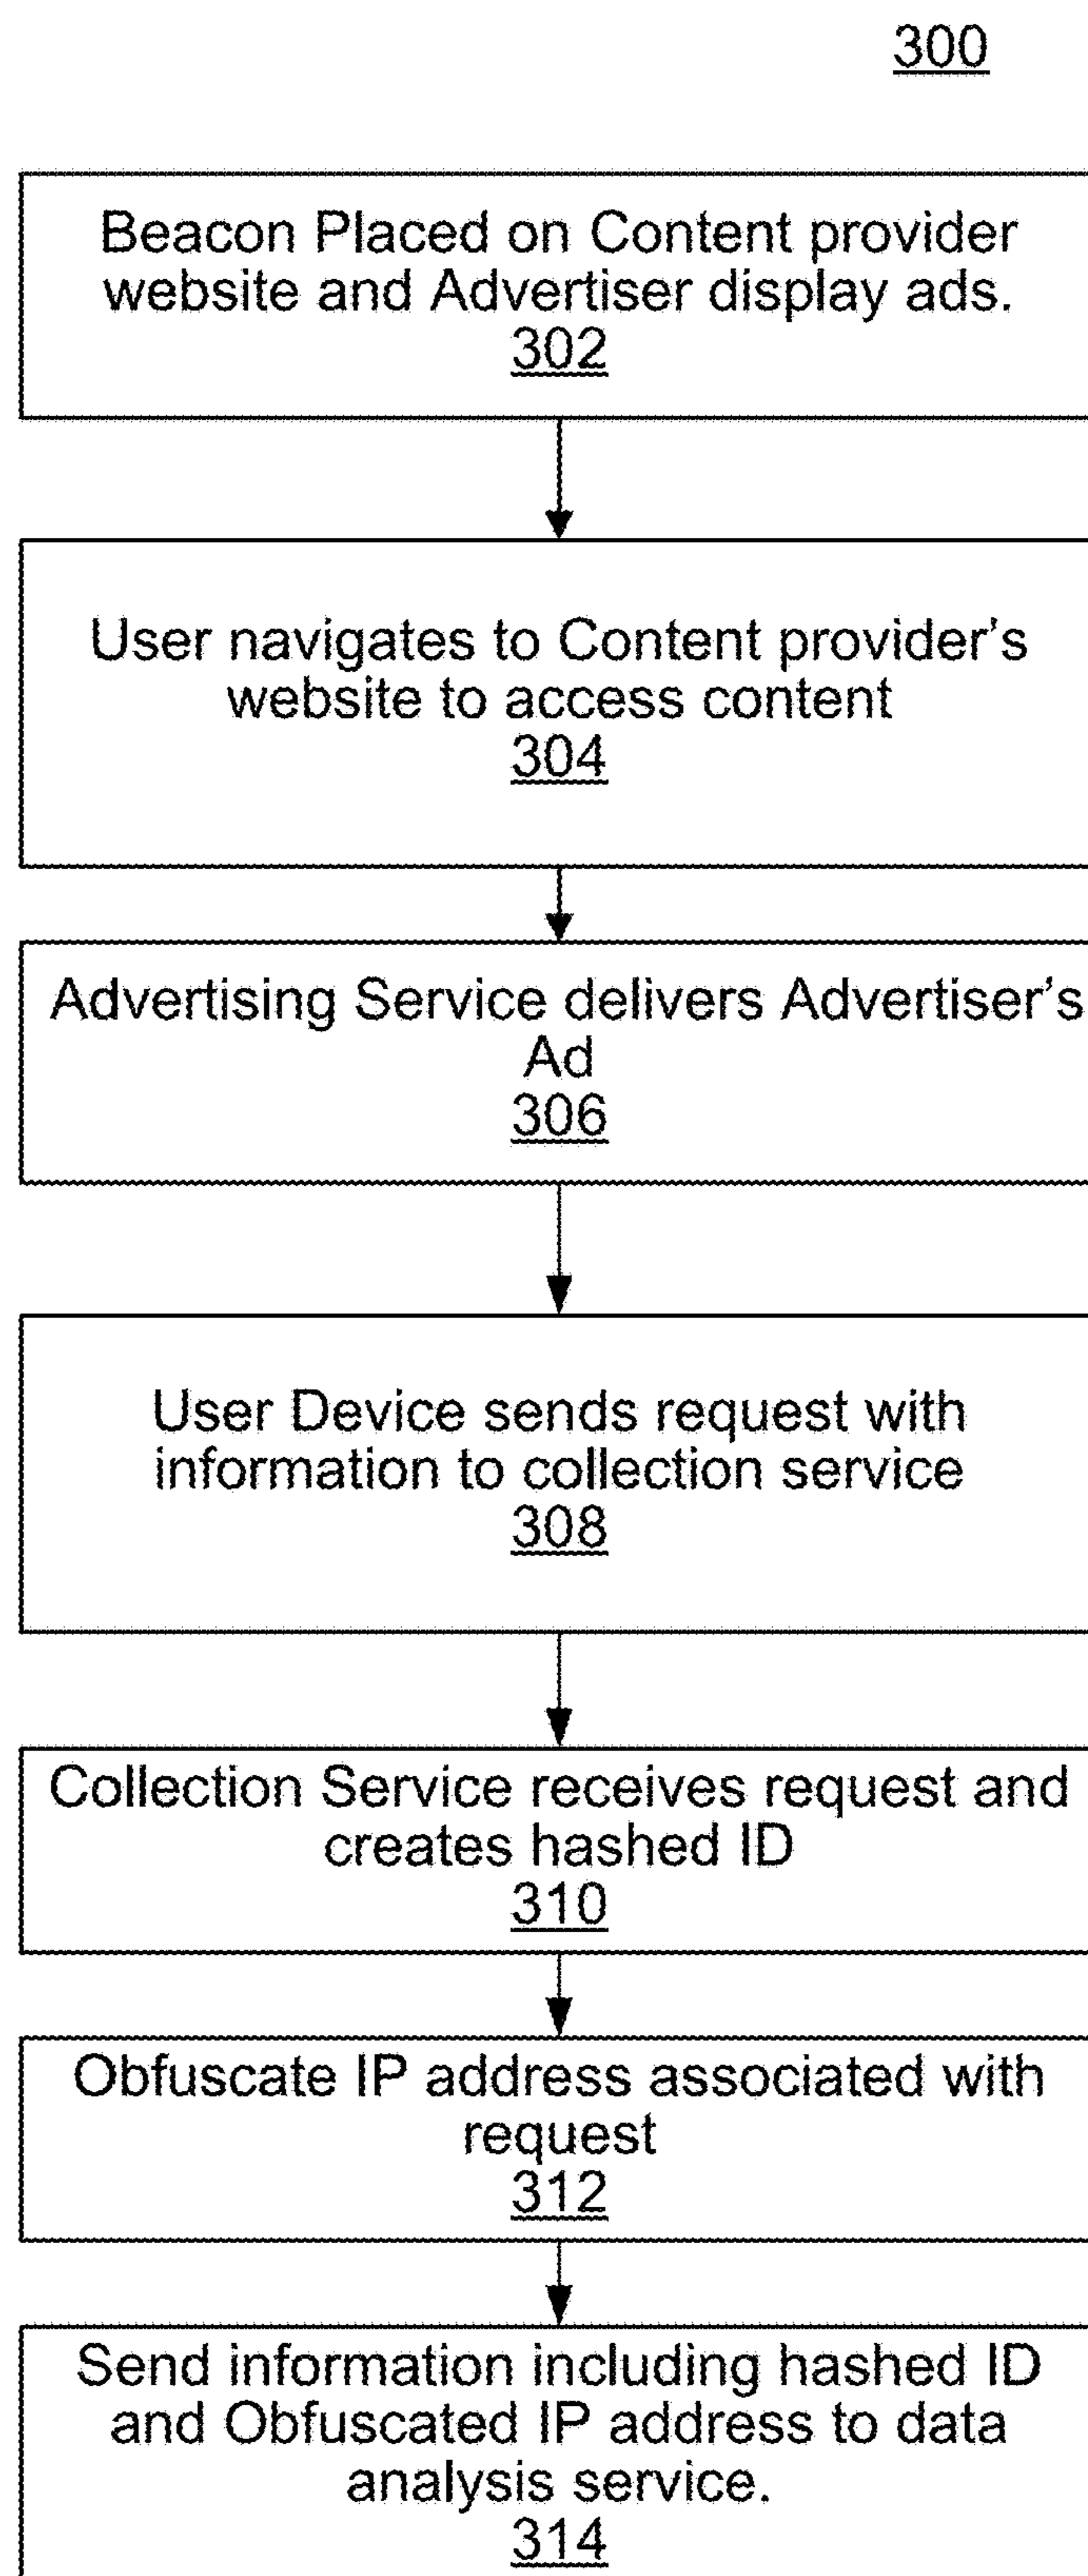 300
Beacon Placed on Content provider
website and Advertiser display ads.
302
User navigates to Content provider's
website to access content
304
Advertising Service delivers Advertiser's
Ad
306
User Device sends request with
information to collection service
308
Collection Service receives request and
creates hashed ID
310
Obfuscate IP address associated with
request
312
Send information including hashed ID
and Obfuscated IP address to data
analysis service.
314